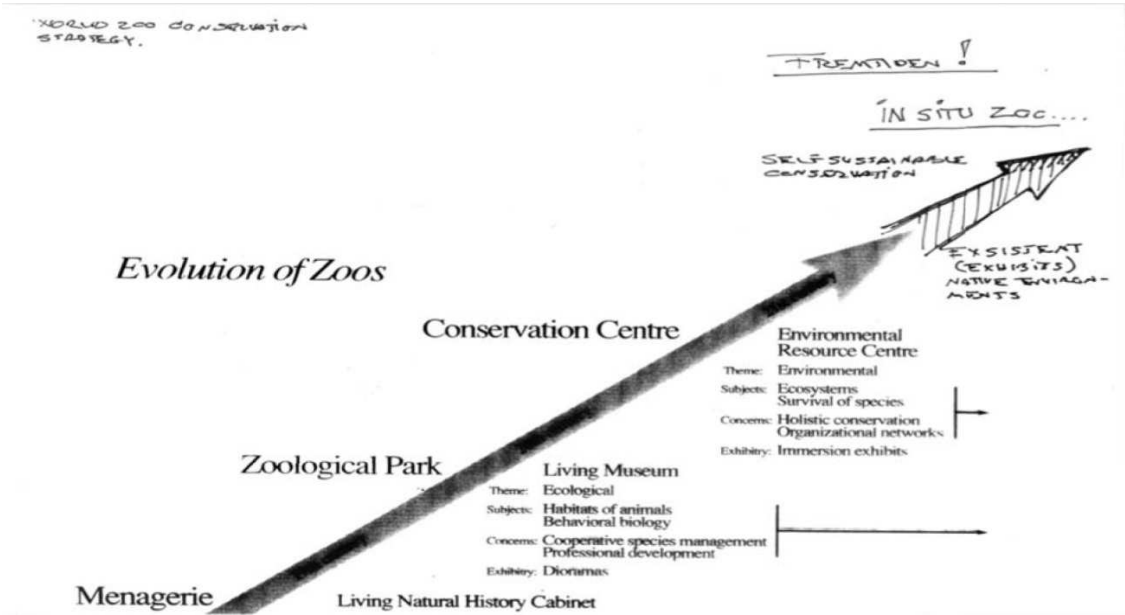 WORLD ZOO CONSERVATION
STRATEGY.
FREMTIDEN!
IN SITU ZOO....
SELFSUSTAINABLE
CONSERVATION
EXSISTENT
(EXHIBITS)
NATIVE ENVIRON-
MENTS
Evolution of Zoos
Conservation Centre
Environmental
Resource Centre
Theme: Environmental
Subjects: Ecosystems
Survival of species
Concerns: Holistic conservation
Organizational networks
Exhibitry: Immersion exhibits
Zoological Park
Living Museum
Theme: Ecological
Subjects: Habitats of animals
Behavioral biology
Concerns: Cooperative species management
Professional development
Exhibitry: Dioramas
Menagerie
Living Natural History Cabinet